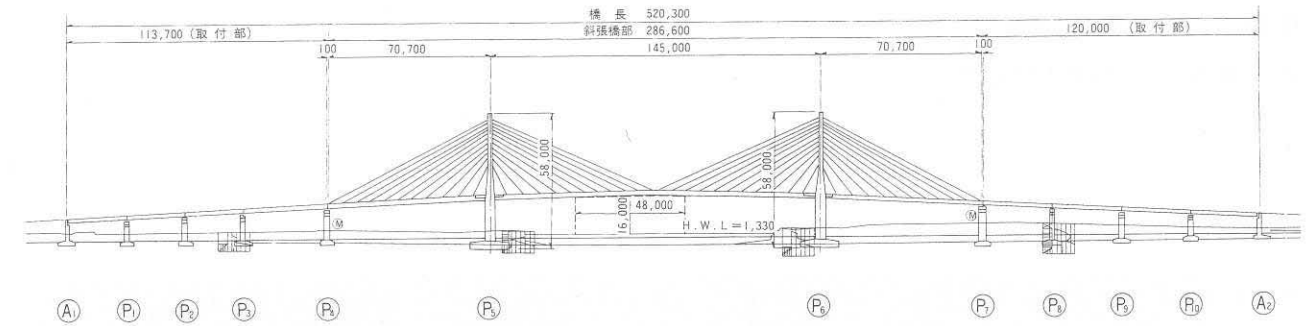 橋 長 520,300
113,700 (取 付 部)
斜張橋部 286,600
120,000 (取 付 部)
100
70,700
145,000
70,700
100
58,000
58,000
16,000
48,000
H.W.L=1,330
M
M
A1
P1
P2
P3
P4
P5
P6
P7
P8
P9
P10
A2